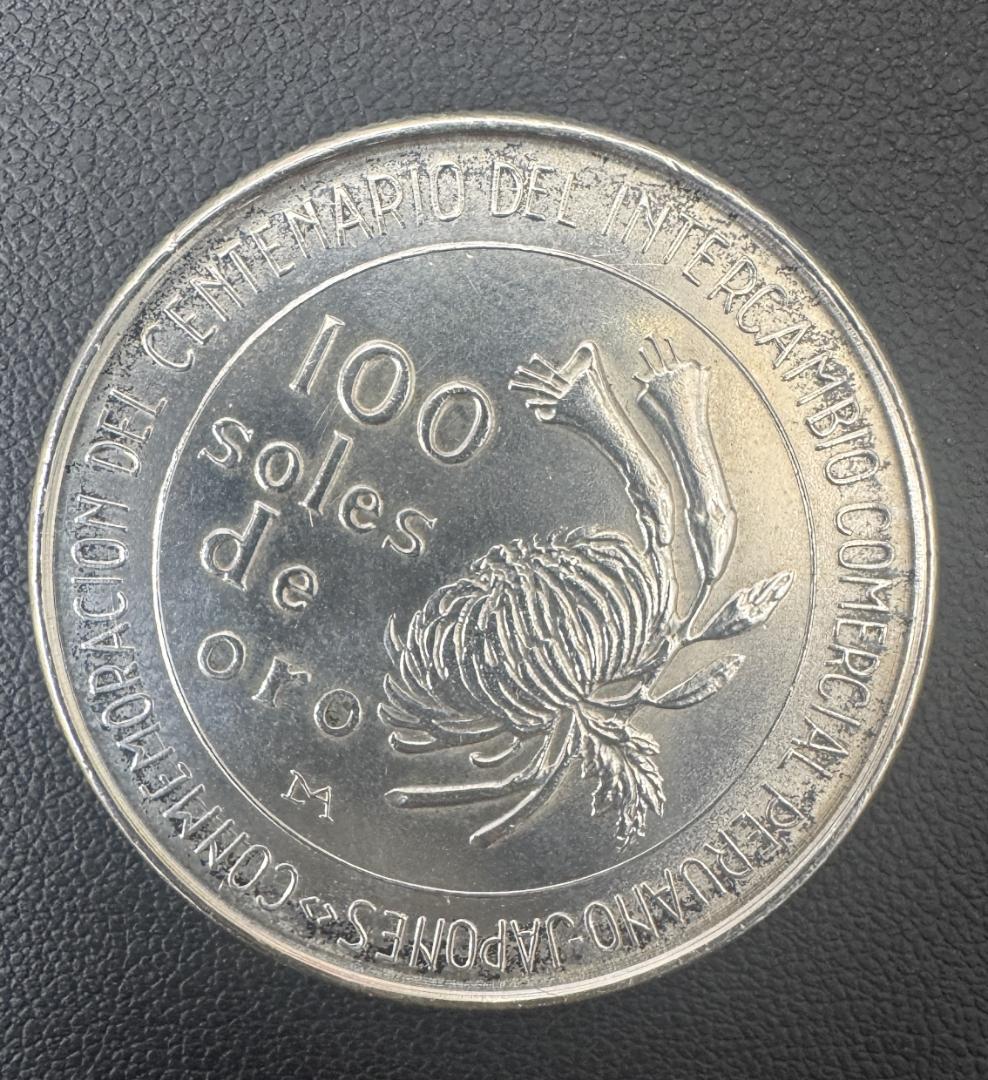 CONMEMORACION DEL CENTENARIO DEL INTERCAMBIO COMERCIAL PERUANO-JAPONES
100
soles
de
oro